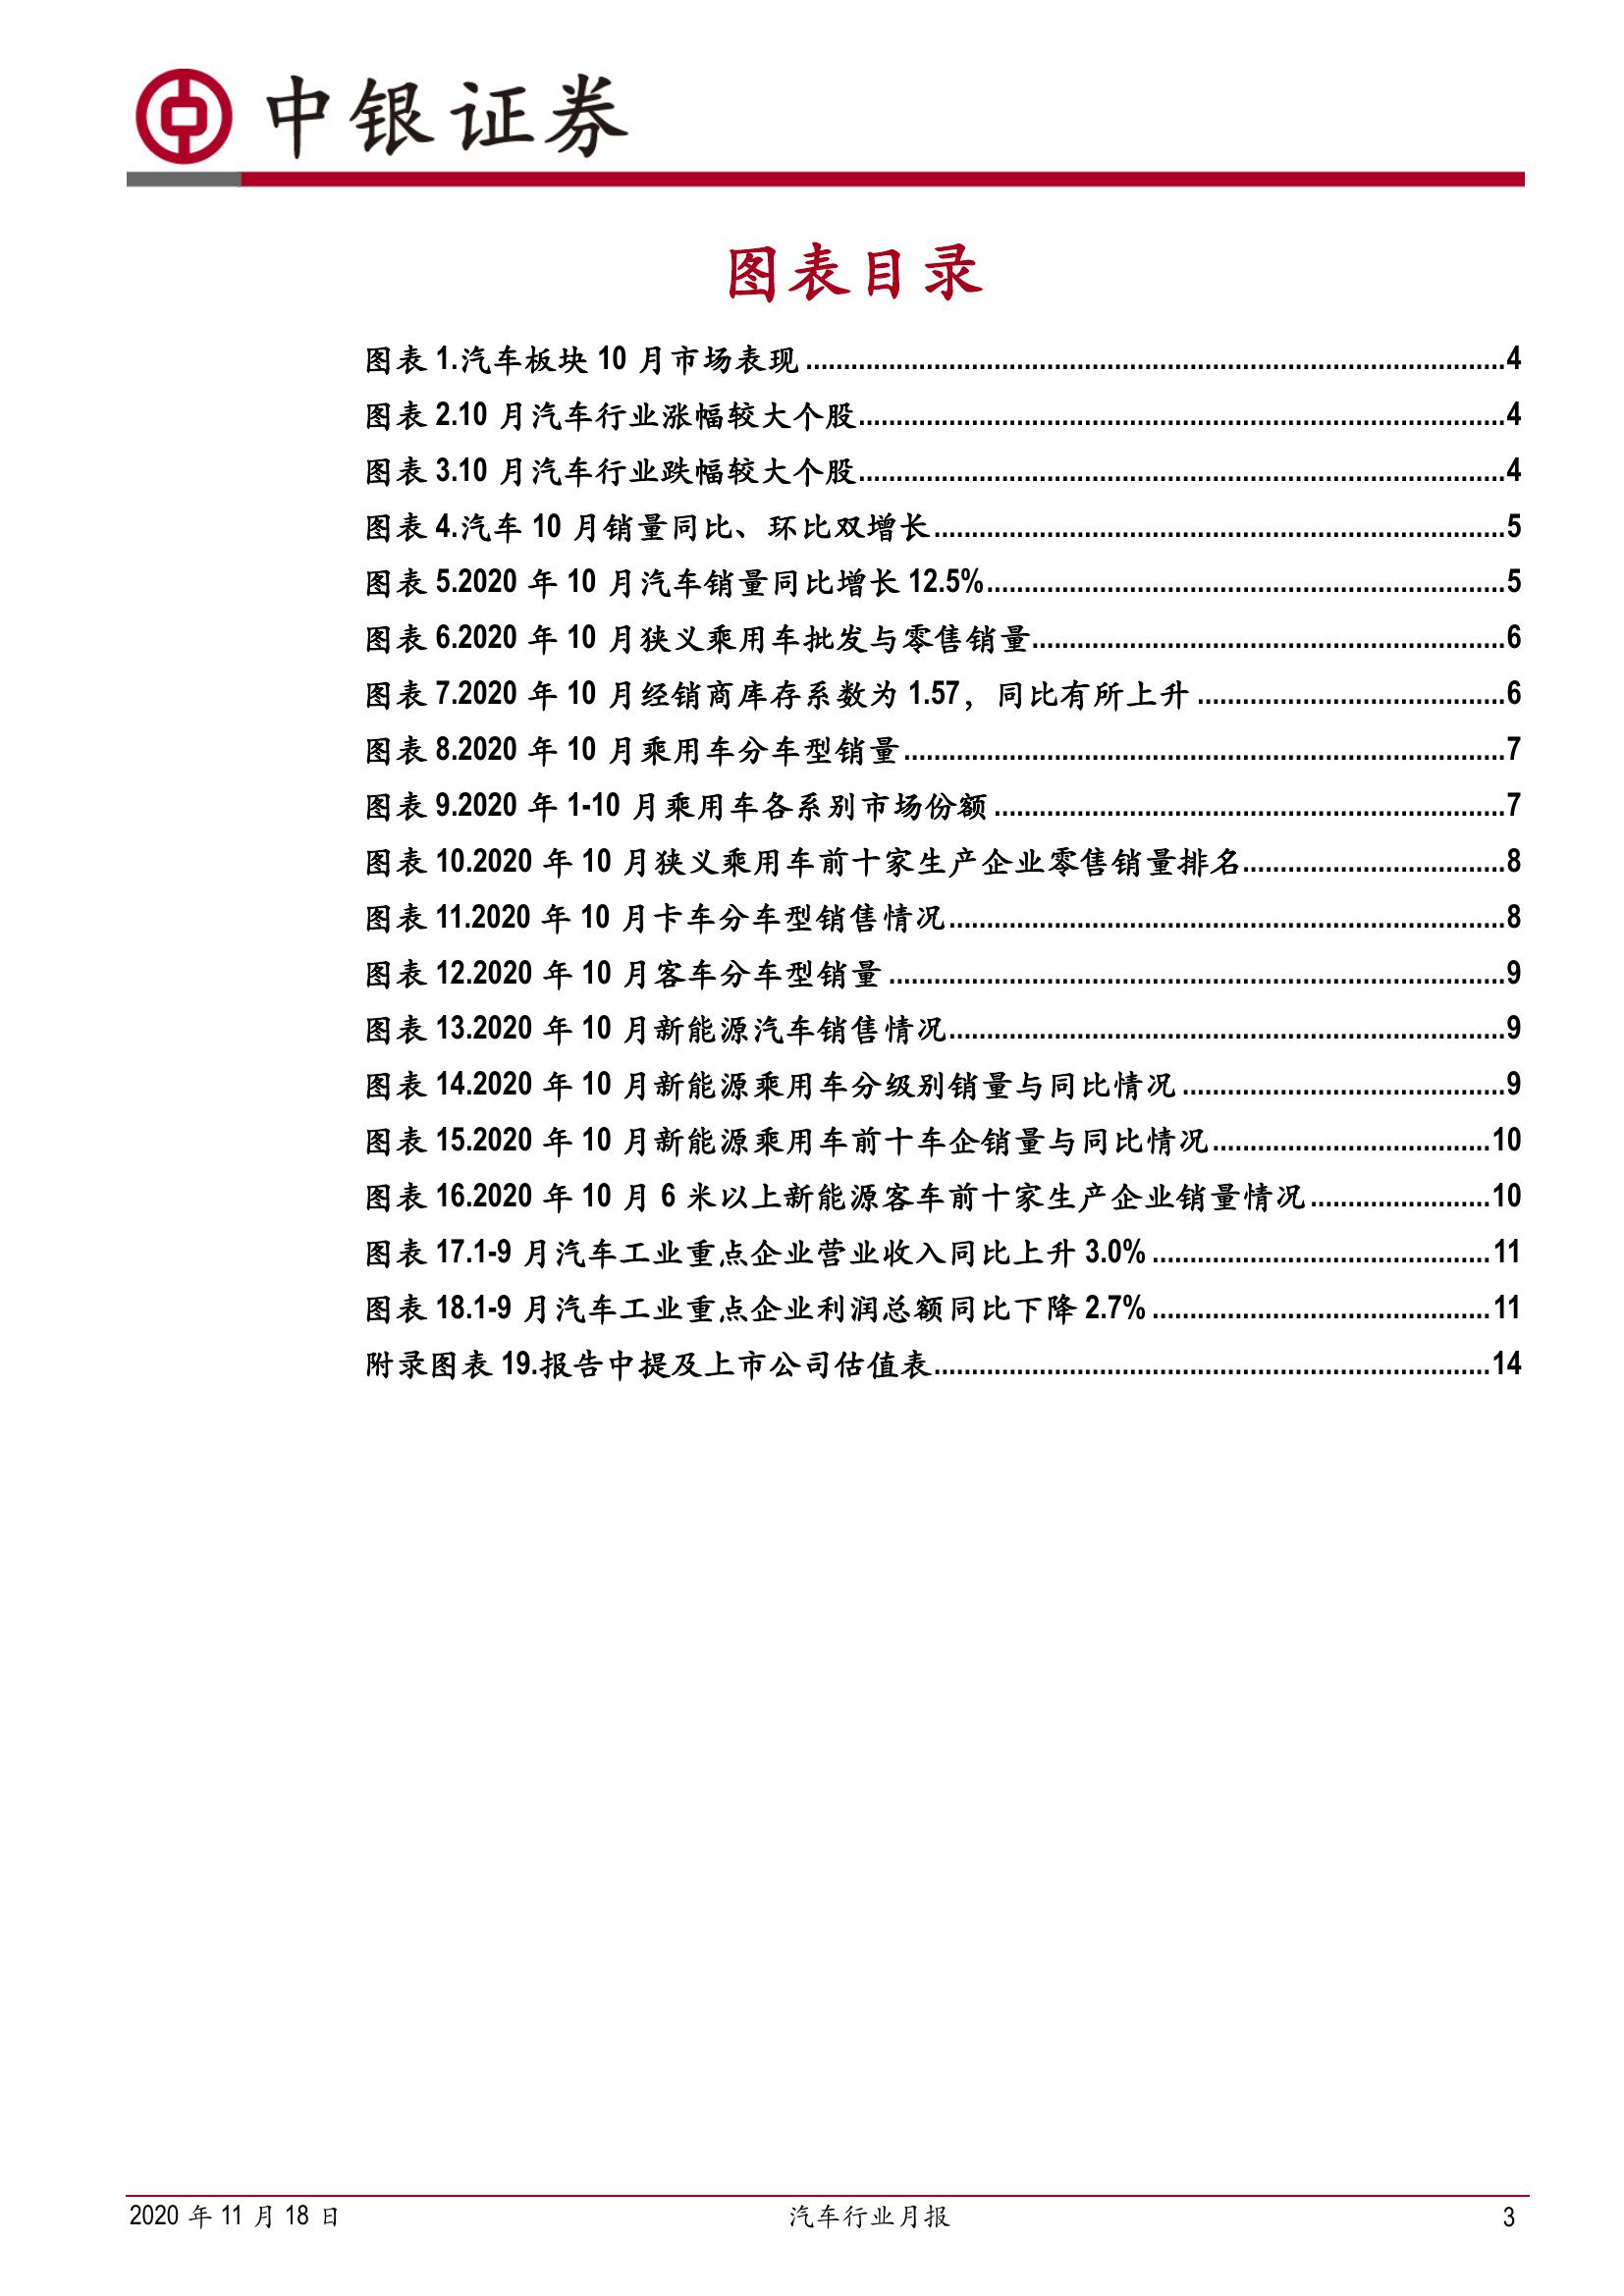 中银证券
图表目录
图表 1.汽车板块 10 月市场表现 ........................................ 4
图表 2.10 月汽车行业涨幅较大个股 ........................................ 4
图表 3.10 月汽车行业跌幅较大个股 ........................................ 4
图表 4.汽车 10 月销量同比、环比双增长 ........................................ 5
图表 5.2020 年 10 月汽车销量同比增长 12.5% ........................................ 5
图表 6.2020 年 10 月狭义乘用车批发与零售销量 ........................................ 6
图表 7.2020 年 10 月经销商库存系数为 1.57，同比有所上升 ........................................ 6
图表 8.2020 年 10 月乘用车分车型销量 ........................................ 7
图表 9.2020 年 1-10 月乘用车各系别市场份额 ........................................ 7
图表 10.2020 年 10 月狭义乘用车前十家生产企业零售销量排名 ........................................ 8
图表 11.2020 年 10 月卡车分车型销售情况 ........................................ 8
图表 12.2020 年 10 月客车分车型销量 ........................................ 9
图表 13.2020 年 10 月新能源汽车销售情况 ........................................ 9
图表 14.2020 年 10 月新能源乘用车分级别销量与同比情况 ........................................ 9
图表 15.2020 年 10 月新能源乘用车前十车企销量与同比情况 ........................................ 10
图表 16.2020 年 10 月 6 米以上新能源客车前十家生产企业销量情况 ........................................ 10
图表 17.1-9 月汽车工业重点企业营业收入同比上升 3.0% ........................................ 11
图表 18.1-9 月汽车工业重点企业利润总额同比下降 2.7% ........................................ 11
附录图表 19.报告中提及上市公司估值表 ........................................ 14
2020 年 11 月 18 日 汽车行业月报 3